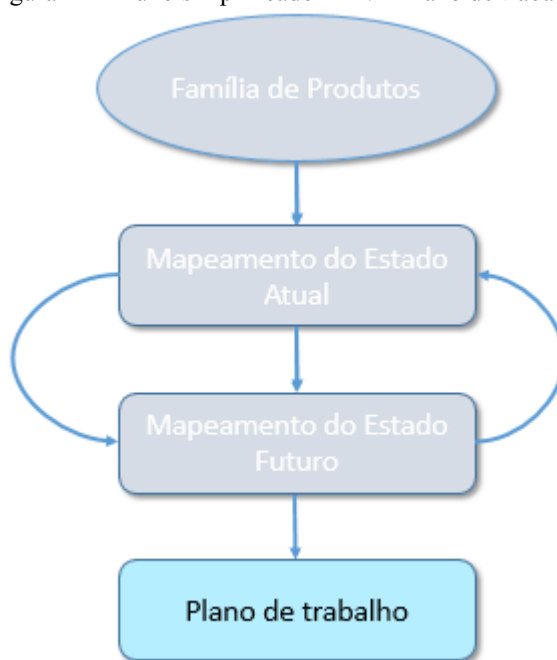 Família de Produtos
Mapeamento do Estado
Atual
Mapeamento do Estado
Futuro
Plano de trabalho